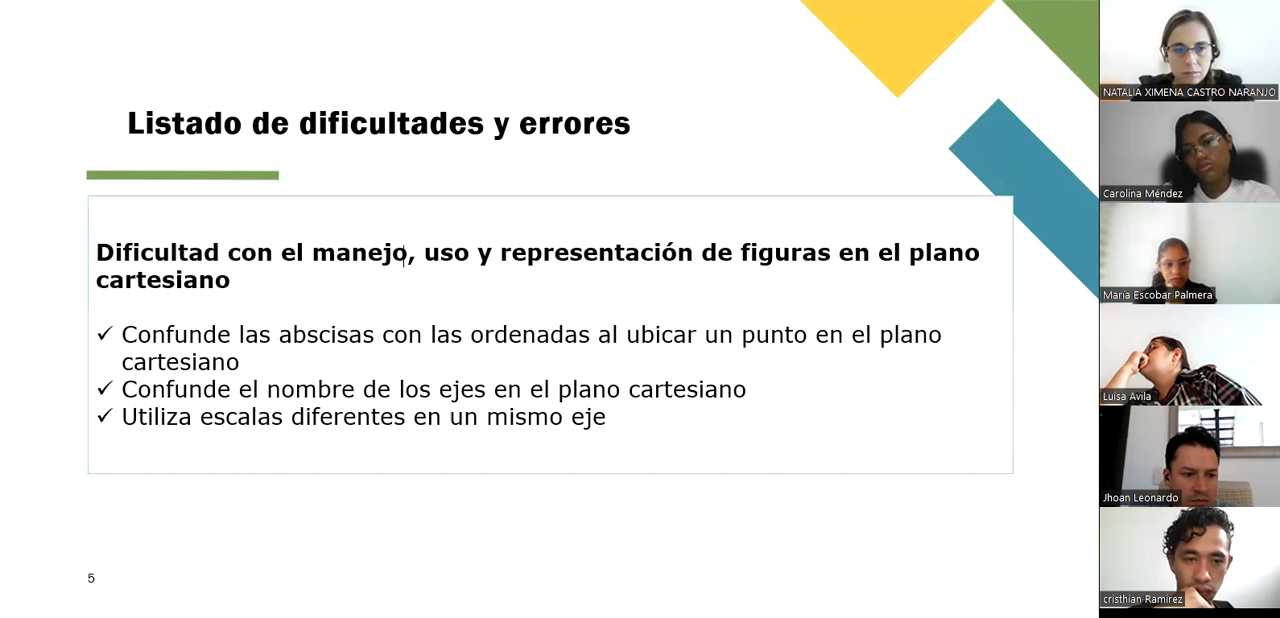 Listado de dificultades y errores
Dificultad con el manejo, uso y representación de figuras en el plano
cartesiano
✓ Confunde las abscisas con las ordenadas al ubicar un punto en el plano
cartesiano
✓ Confunde el nombre de los ejes en el plano cartesiano
✓ Utiliza escalas diferentes en un mismo eje
5
NATALIA XIMENA CASTRO NARANJO
Carolina Méndez
María Escobar Palmera
Luisa Avila
Jhoan Leonardo
cristhian Ramirez